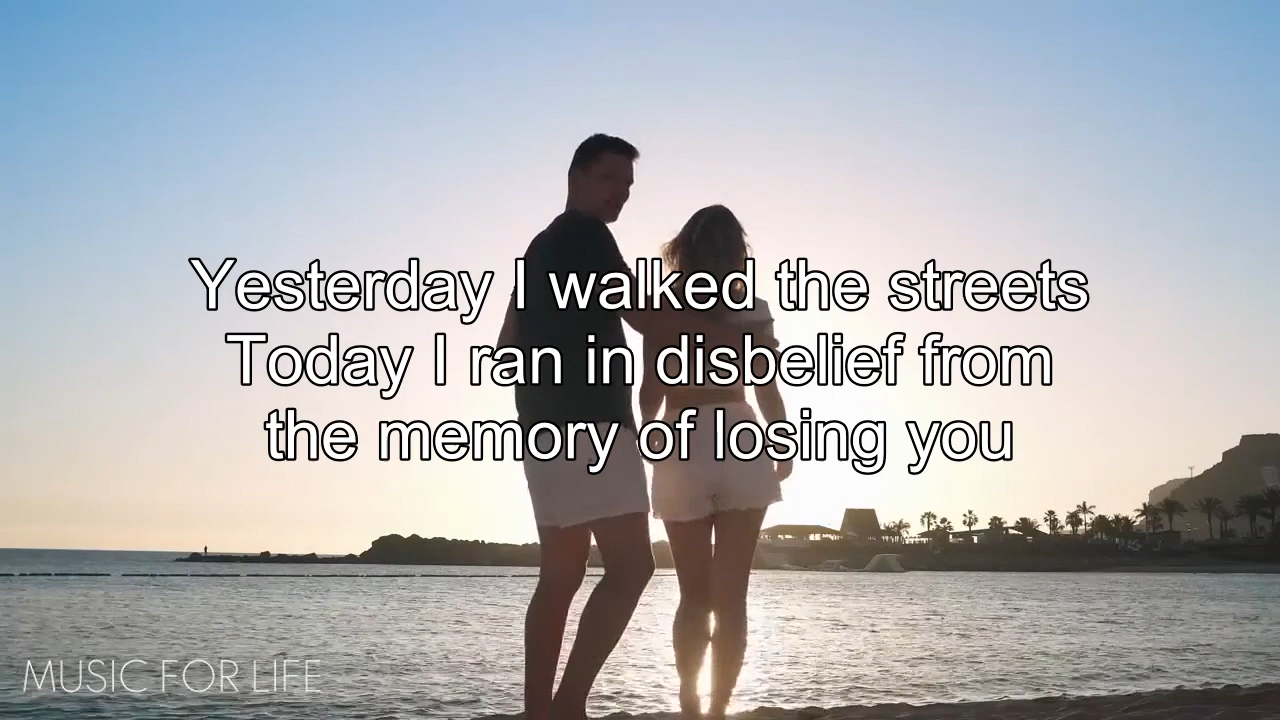 Yesterday I walked the streets
Today I ran in disbelief from
the memory of losing you
MUSIC FOR LIFE